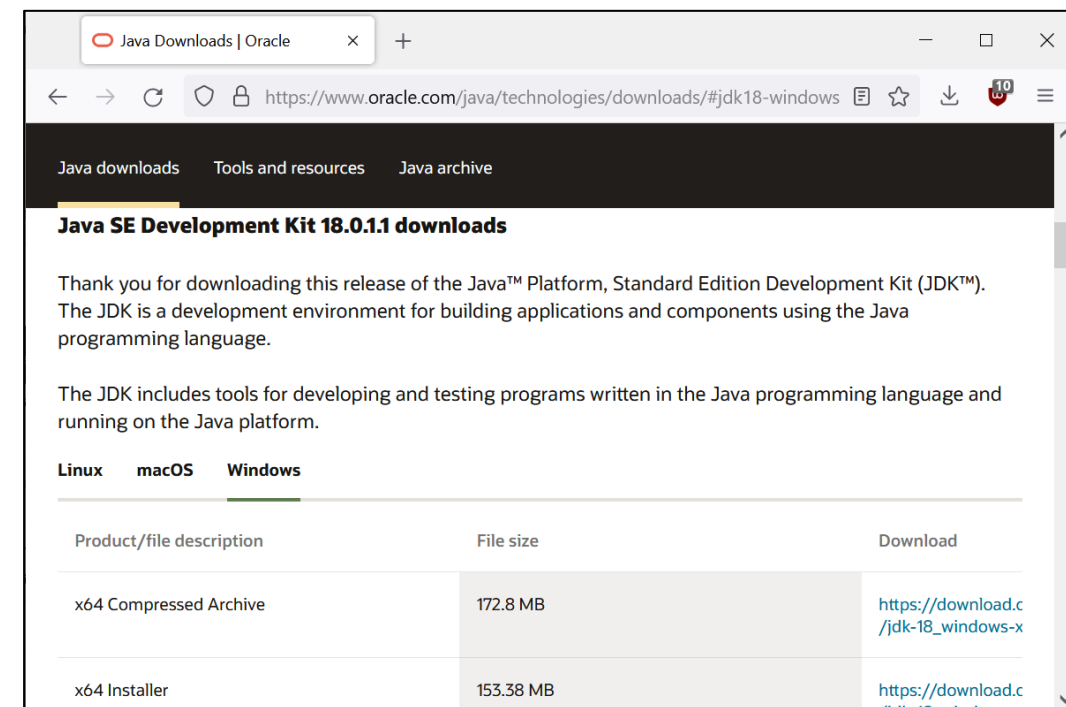 Java Downloads | Oracle
https://www.oracle.com/java/technologies/downloads/#jdk18-windows
10
Java downloads Tools and resources Java archive
Java SE Development Kit 18.0.1.1 downloads
Thank you for downloading this release of the Java™ Platform, Standard Edition Development Kit (JDK™).
The JDK is a development environment for building applications and components using the Java
programming language.
The JDK includes tools for developing and testing programs written in the Java programming language and
running on the Java platform.
Linux macOS Windows
Product/file description File size Download
x64 Compressed Archive 172.8 MB https://download.c
/jdk-18_windows-x
x64 Installer 153.38 MB https://download.c